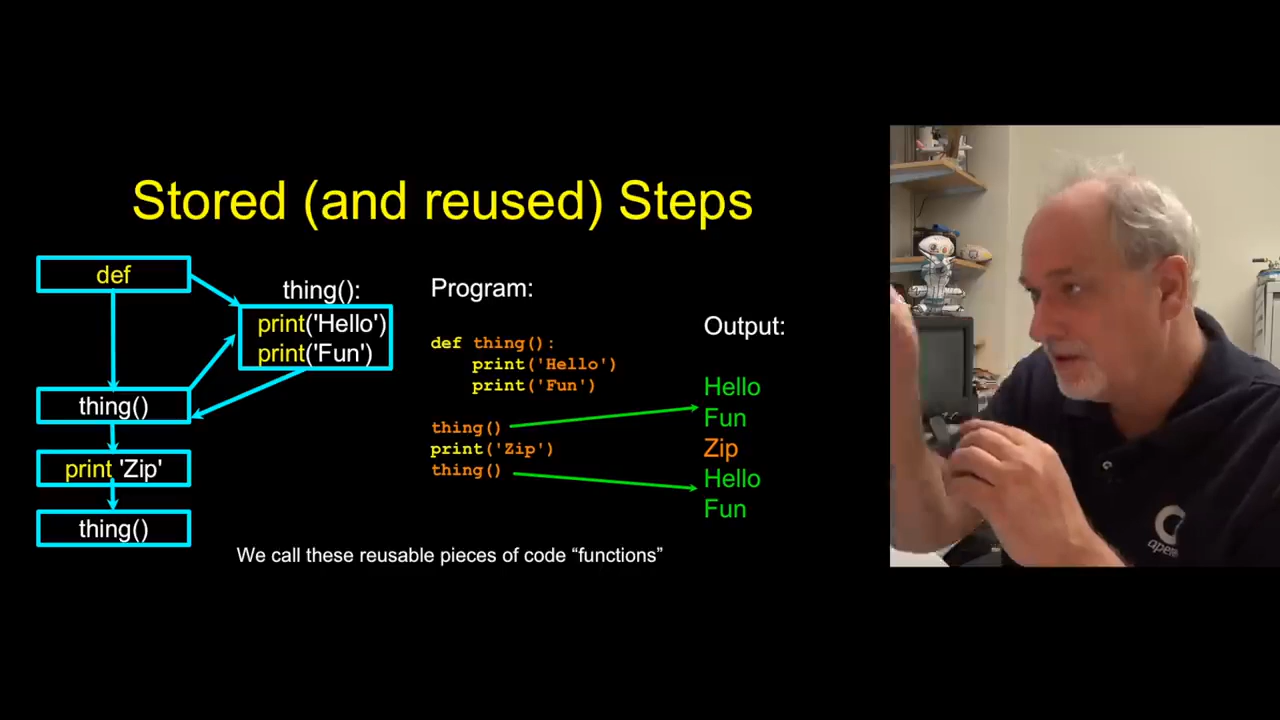 Stored (and reused) Steps
def
thing():
print('Hello')
print('Fun')
thing()
print 'Zip'
thing()
Program:
def thing():
    print('Hello')
    print('Fun')
thing()
print('Zip')
thing()
Output:
Hello
Fun
Zip
Hello
Fun
We call these reusable pieces of code “functions”